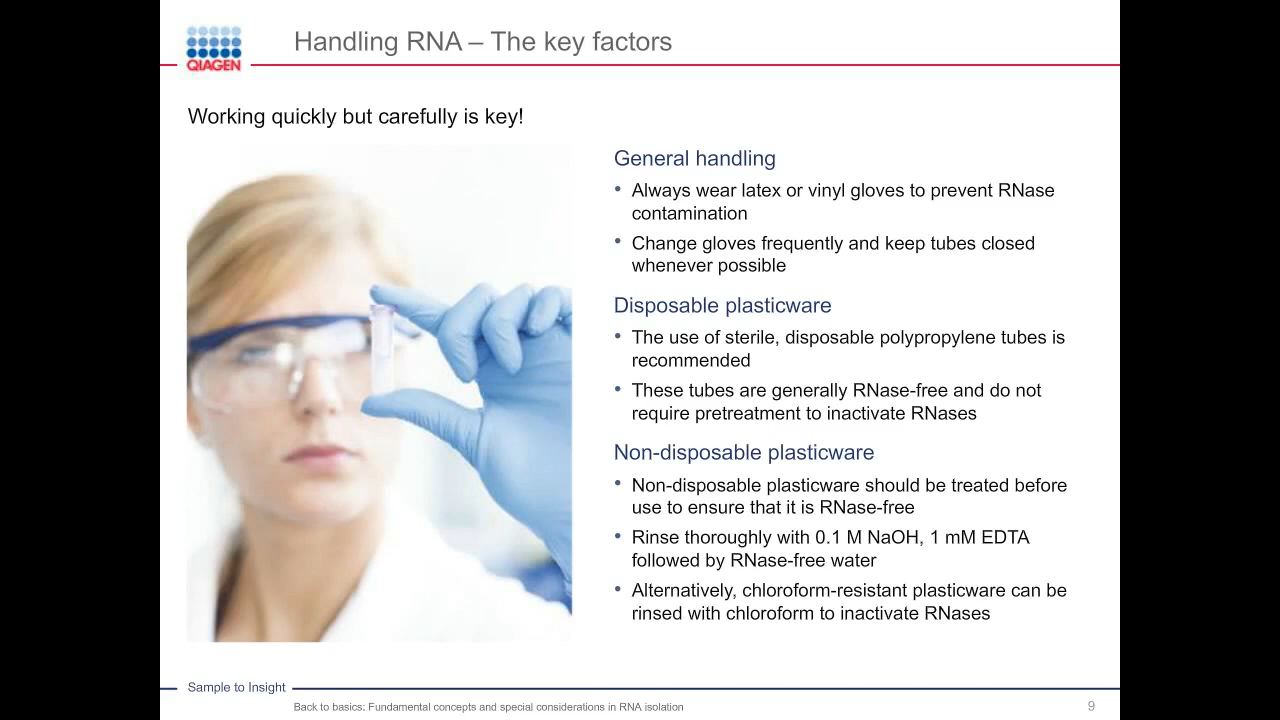 QIAGEN
Handling RNA – The key factors
Working quickly but carefully is key!
General handling
• Always wear latex or vinyl gloves to prevent RNase
contamination
• Change gloves frequently and keep tubes closed
whenever possible
Disposable plasticware
• The use of sterile, disposable polypropylene tubes is
recommended
• These tubes are generally RNase-free and do not
require pretreatment to inactivate RNases
Non-disposable plasticware
• Non-disposable plasticware should be treated before
use to ensure that it is RNase-free
• Rinse thoroughly with 0.1 M NaOH, 1 mM EDTA
followed by RNase-free water
• Alternatively, chloroform-resistant plasticware can be
rinsed with chloroform to inactivate RNases
Sample to Insight
Back to basics: Fundamental concepts and special considerations in RNA isolation
9